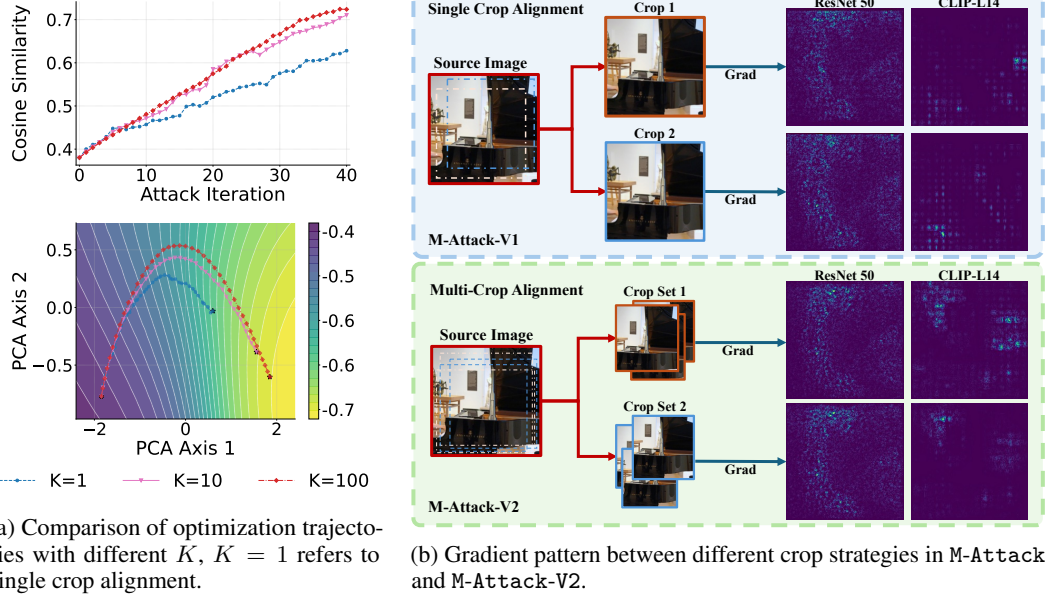 0.7
0.6
0.5
0.4
Cosine Similarity
0 10 20 30 40
Attack Iteration
0.5
0.0
−0.5
PCA Axis 2
−2 0 2
PCA Axis 1
-0.4
-0.5
-0.6
-0.6
-0.7
K=1 K=10 K=100
a) Comparison of optimization trajecto-
ies with different K, K = 1 refers to
ingle crop alignment.
Single Crop Alignment
Crop 1
ResNet 50 CLIP-L14
Source Image
Grad
Crop 2
Grad
M-Attack-V1
Multi-Crop Alignment
Crop Set 1
ResNet 50 CLIP-L14
Source Image
Grad
Crop Set 2
Grad
M-Attack-V2
(b) Gradient pattern between different crop strategies in M-Attack
and M-Attack-V2.